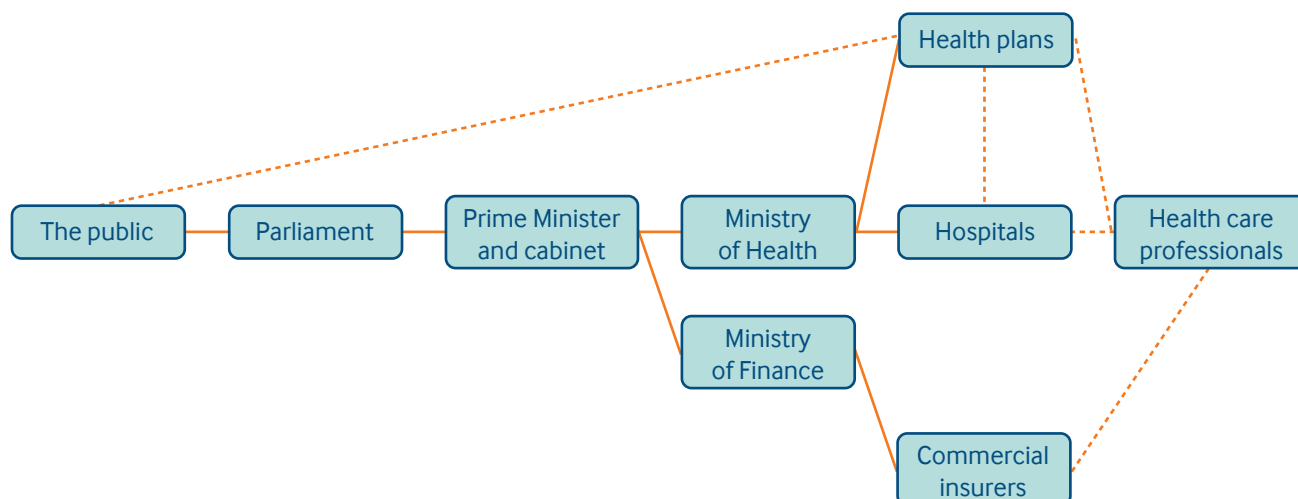 Health plans
The public
Parliament
Prime Minister
and cabinet
Ministry
of Health
Hospitals
Health care
professionals
Ministry
of Finance
Commercial
insurers